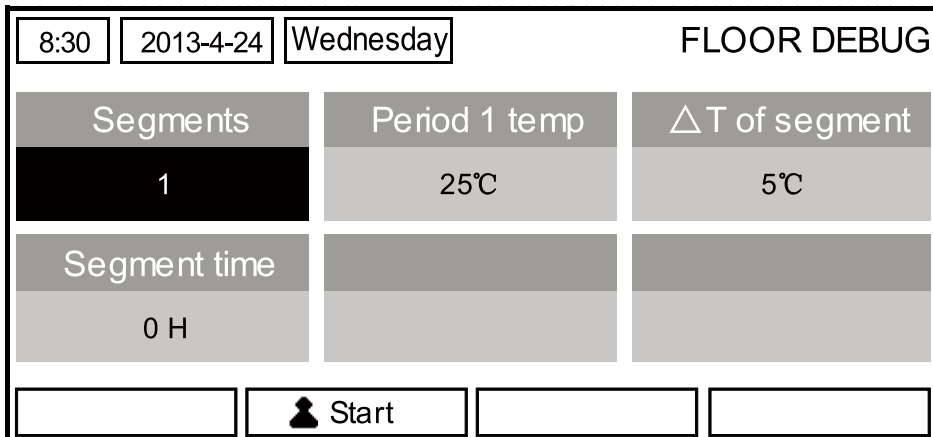 8:30 2013-4-24 Wednesday FLOOR DEBUG
Segments Period 1 temp △T of segment
1 25℃ 5℃
Segment time
0 H
Start